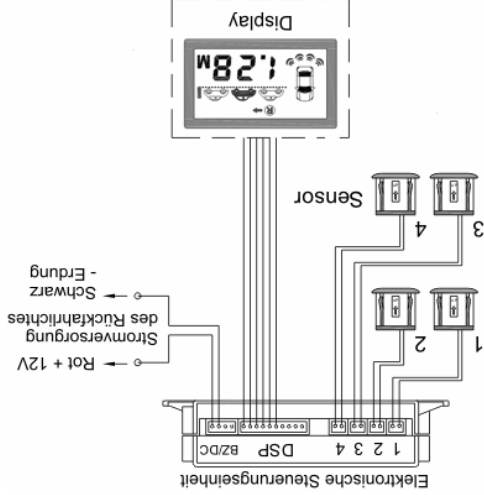 Elektronische Steuerungseinheit
1 2 3 4 DSP BZ/DC
Rot + 12V
Stromversorgung
des Rückfahrlichtes
1 2
Schwarz
- Erdung
3 4
Sensor
R
1.28M
Display